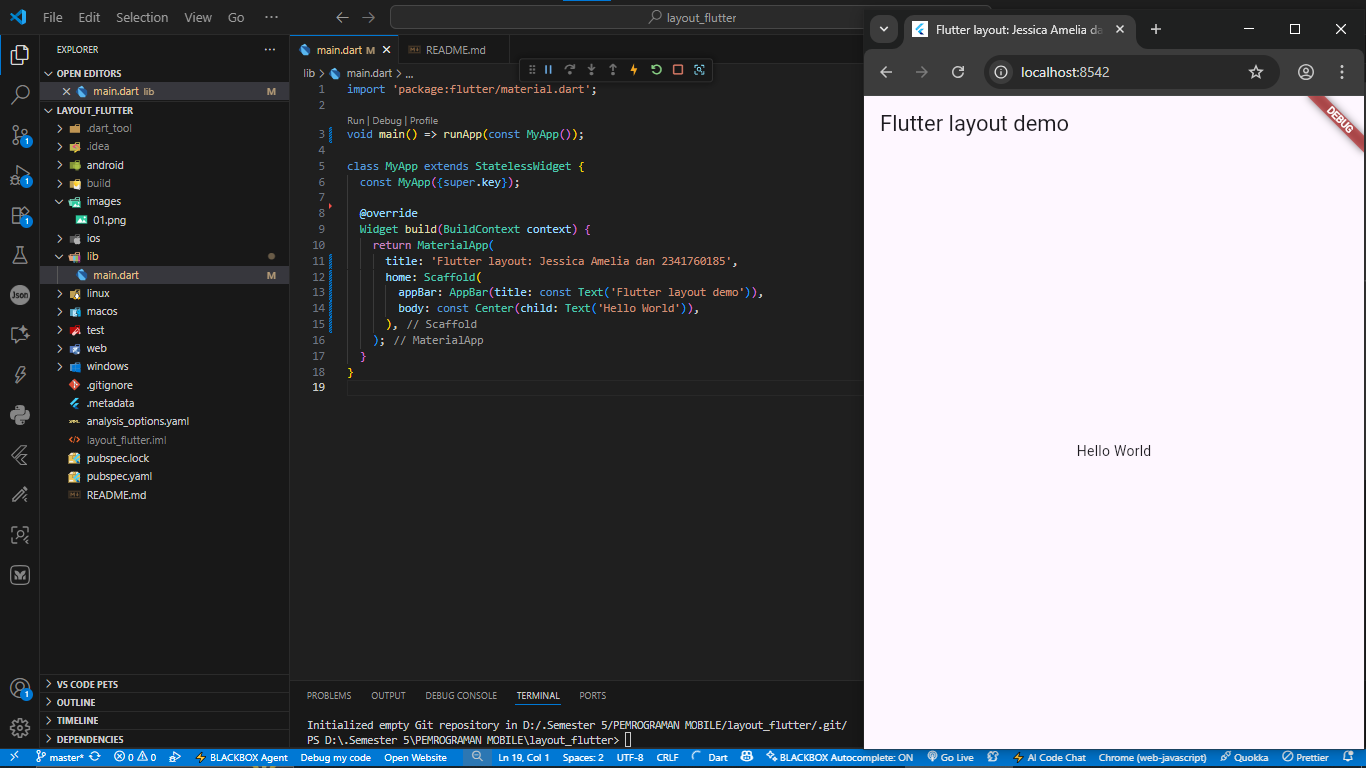 File Edit Selection View Go ···
layout_flutter
EXPLORER ···
OPEN EDITORS
main.dart lib M
LAYOUT_FLUTTER
.dart_tool
.idea
android
build
images
01.png
ios
lib
main.dart M
linux
macos
test
web
windows
.gitignore
.metadata
analysis_options.yaml
layout_flutter.iml
pubspec.lock
pubspec.yaml
README.md
VS CODE PETS
OUTLINE
TIMELINE
DEPENDENCIES
1
1
1
1
Json
main.dart M
README.md
lib > main.dart > ...
1 import 'package:flutter/material.dart';
2
Run | Debug | Profile
3 void main() => runApp(const MyApp());
4
5 class MyApp extends StatelessWidget {
6 const MyApp({super.key});
7
8 @override
9 Widget build(BuildContext context) {
10 return MaterialApp(
11 title: 'Flutter layout: Jessica Amelia dan 2341760185',
12 home: Scaffold(
13 appBar: AppBar(title: const Text('Flutter layout demo')),
14 body: const Center(child: Text('Hello World')),
15 ), // Scaffold
16 ); // MaterialApp
17 }
18 }
19
PROBLEMS OUTPUT DEBUG CONSOLE TERMINAL PORTS
Initialized empty Git repository in D:/.Semester 5/PEMROGRAMAN MOBILE/layout_flutter/.git/
PS D:\.Semester 5\PEMROGRAMAN MOBILE\layout_flutter>
Flutter layout: Jessica Amelia da
localhost:8542
Flutter layout demo
DEBUG
Hello World
master* 0 0 BLACKBOX Agent Debug my code Open Website Ln 19, Col 1 Spaces: 2 UTF-8 CRLF Dart BLACKBOX Autocomplete: ON Go Live AI Code Chat Chrome (web-javascript) Quokka Prettier